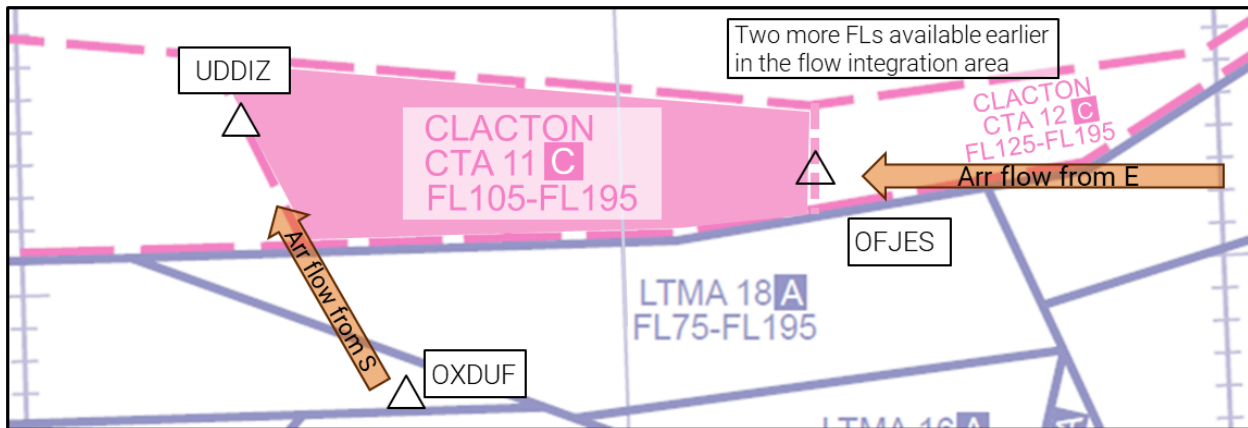 UDDIZ
Two more FLs available earlier
in the flow integration area
CLACTON
CTA 11 C
FL105-FL195
CLACTON
CTA 12 C
FL125-FL195
Arr flow from E
Arr flow from S
OFJES
LTMA 18 A
FL75-FL195
OXDUF
LTMA 16 A